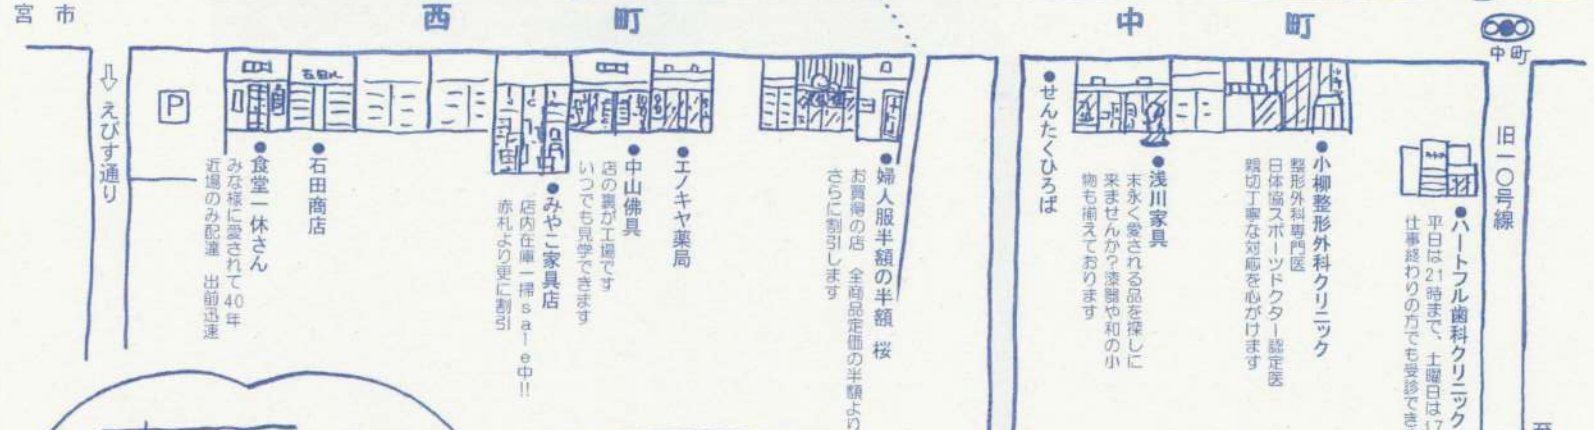 宮市
西町
中町
中町
えびす通り
P
●食堂一休さん
みな様に愛されて40年
近場のみ配達 出前迅速
●石田商店
●みやこ家具店
店内在庫一掃sale中!!
赤札より更に割引
●中山佛具
店の裏が工場です
いつでも見学できます
●エノキヤ薬局
●婦人服半額の半額 桜
お買得の店 全商品定価の半額より
さらに割引します
●せんたくひろば
●浅川家具
末永く愛される品を探しに
来ませんか?漆器や和の小
物も揃えております
●小柳整形外科クリニック
整形外科専門医
日体協スポーツドクター認定医
親切丁寧な対応を心がけます
●ハートフル歯科クリニック
平日は21時まで、土曜日は17
仕事終わりの方でも受診でき
旧一〇号線